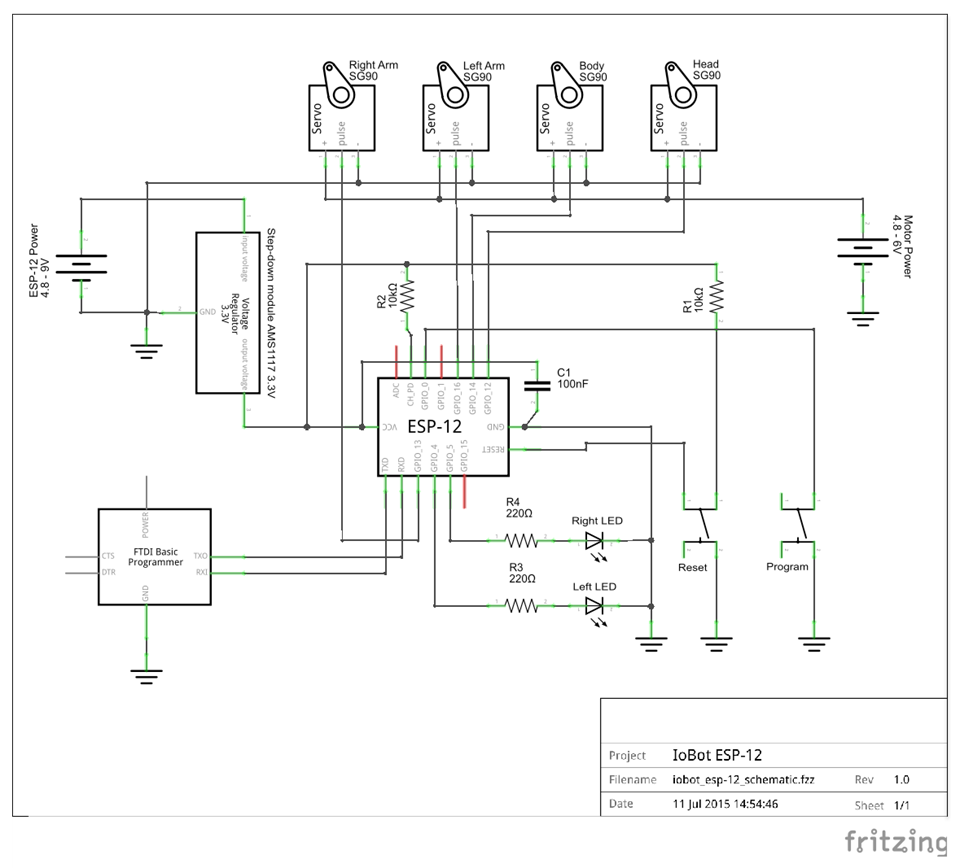 Right Arm
SG90
Left Arm
SG90
Body
SG90
Head
SG90
Servo
pulse
+
-
Servo
pulse
+
-
Servo
pulse
+
-
Servo
pulse
+
-
ESP-12 Power
4.8 - 9V
input voltage
GND
Voltage
Regulator
3.3V
output voltage
Step-down module AMS1117 3.3V
Motor Power
4.8 - 6V
R2
10kΩ
R1
10kΩ
C1
100nF
ADC
CH_PD
GPIO_0
GPIO_1
GPIO_16
GPIO_14
GPIO_12
ESP-12
VCC
GND
RESET
TXD
RXD
GPIO_13
GPIO_4
GPIO_5
GPIO_15
R4
220Ω
Right LED
R3
220Ω
Left LED
Reset
Program
POWER
CTS
DTR
FTDI Basic
Programmer
TXO
RXI
GND
Project IoBot ESP-12
Filename iobot_esp-12_schematic.fzz Rev 1.0
Date 11 Jul 2015 14:54:46 Sheet 1/1
fritzing